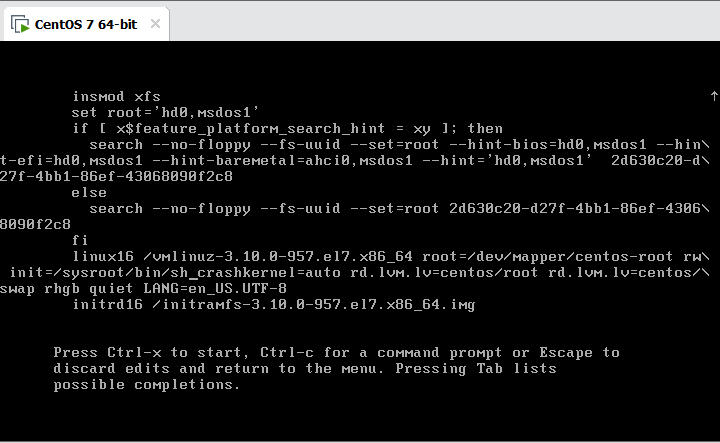 CentOS 7 64-bit
insmod xfs
set root='hd0,msdos1'
if [ x$feature_platform_search_hint = xy ]; then
search --no-floppy --fs-uuid --set=root --hint-bios=hd0,msdos1 --hin\
t-efi=hd0,msdos1 --hint-baremetal=ahci0,msdos1 --hint='hd0,msdos1'  2d630c20-d\
27f-4bb1-86ef-43068090f2c8
else
search --no-floppy --fs-uuid --set=root 2d630c20-d27f-4bb1-86ef-4306\
8090f2c8
fi
linux16 /vmlinuz-3.10.0-957.el7.x86_64 root=/dev/mapper/centos-root rw\
init=/sysroot/bin/sh_crashkernel=auto rd.lvm.lv=centos/root rd.lvm.lv=centos/\
swap rhgb quiet LANG=en_US.UTF-8
initrd16 /initramfs-3.10.0-957.el7.x86_64.img
Press Ctrl-x to start, Ctrl-c for a command prompt or Escape to
discard edits and return to the menu. Pressing Tab lists
possible completions.